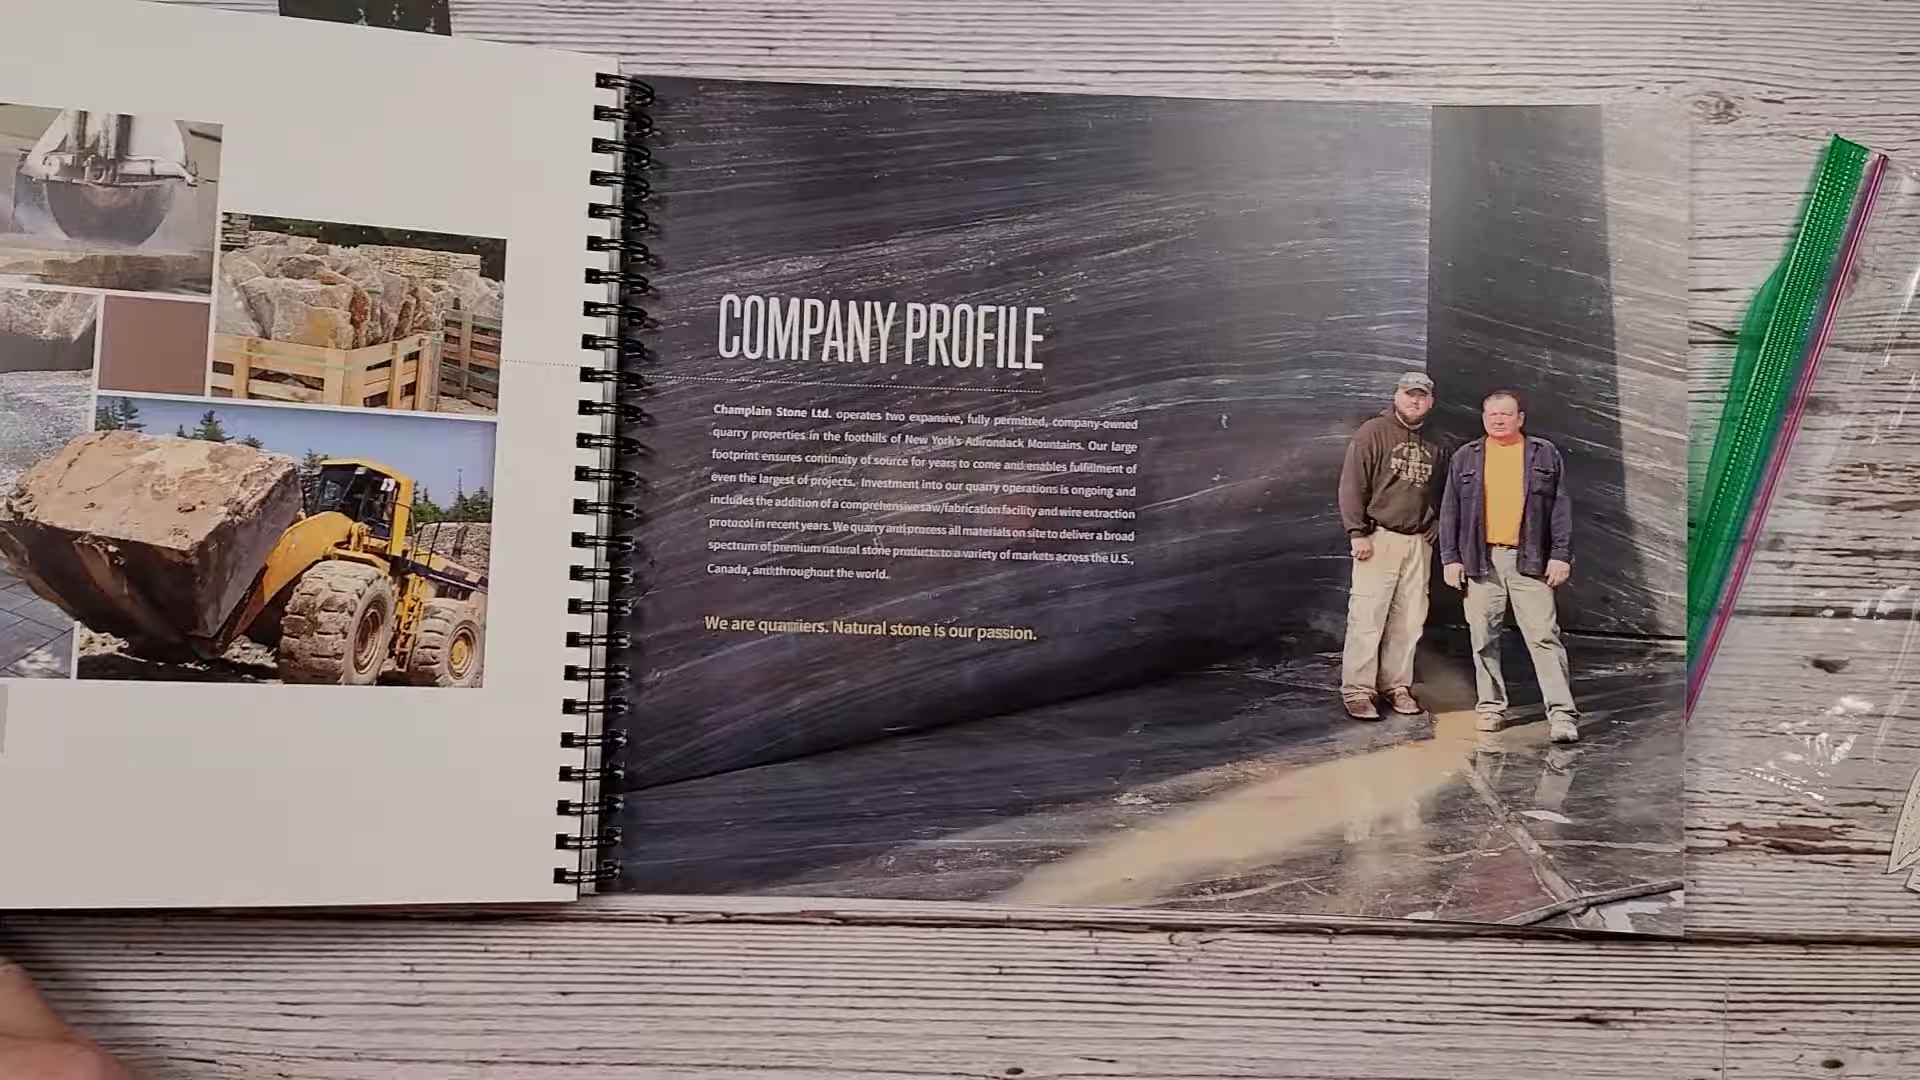 COMPANY PROFILE
Champlain Stone Ltd. operates two expansive, fully permitted, company-owned
quarry properties in the foothills of New York's Adirondack Mountains. Our large
footprint ensures continuity of source for years to come and enables fulfillment of
even the largest of projects. Investment into our quarry operations is ongoing and
includes the addition of a comprehensive saw/fabrication facility and wire extraction
protocol in recent years. We quarry and process all materials on site to deliver a broad
spectrum of premium natural stone products to a variety of markets across the U.S.,
Canada, and throughout the world.
We are quarriers. Natural stone is our passion.